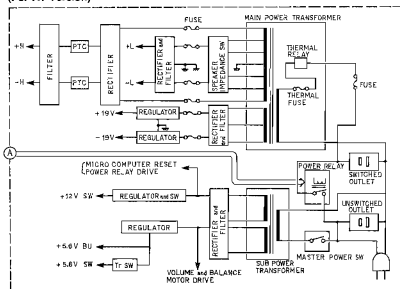 FUSE
MAIN POWER TRANSFORMER
+H
PTC
-H
PTC
FILTER
RECTIFIER
+L
-L
RECTIFIER and FILTER
SPEAKER IMPEDANCE SW
THERMAL RELAY
THERMAL FUSE
FUSE
+19V
REGULATOR
-19V
REGULATOR
RECTIFIER and FILTER
A
MICRO COMPUTER RESET
POWER RELAY DRIVE
POWER RELAY
SWITCHED OUTLET
UNSWITCHED OUTLET
+12V SW
REGULATOR and SW
REGULATOR
RECTIFIER and FILTER
+5.6V BU
+5.6V SW
Tr SW
VOLUME and BALANCE
MOTOR DRIVE
SUB POWER
TRANSFORMER
MASTER POWER SW